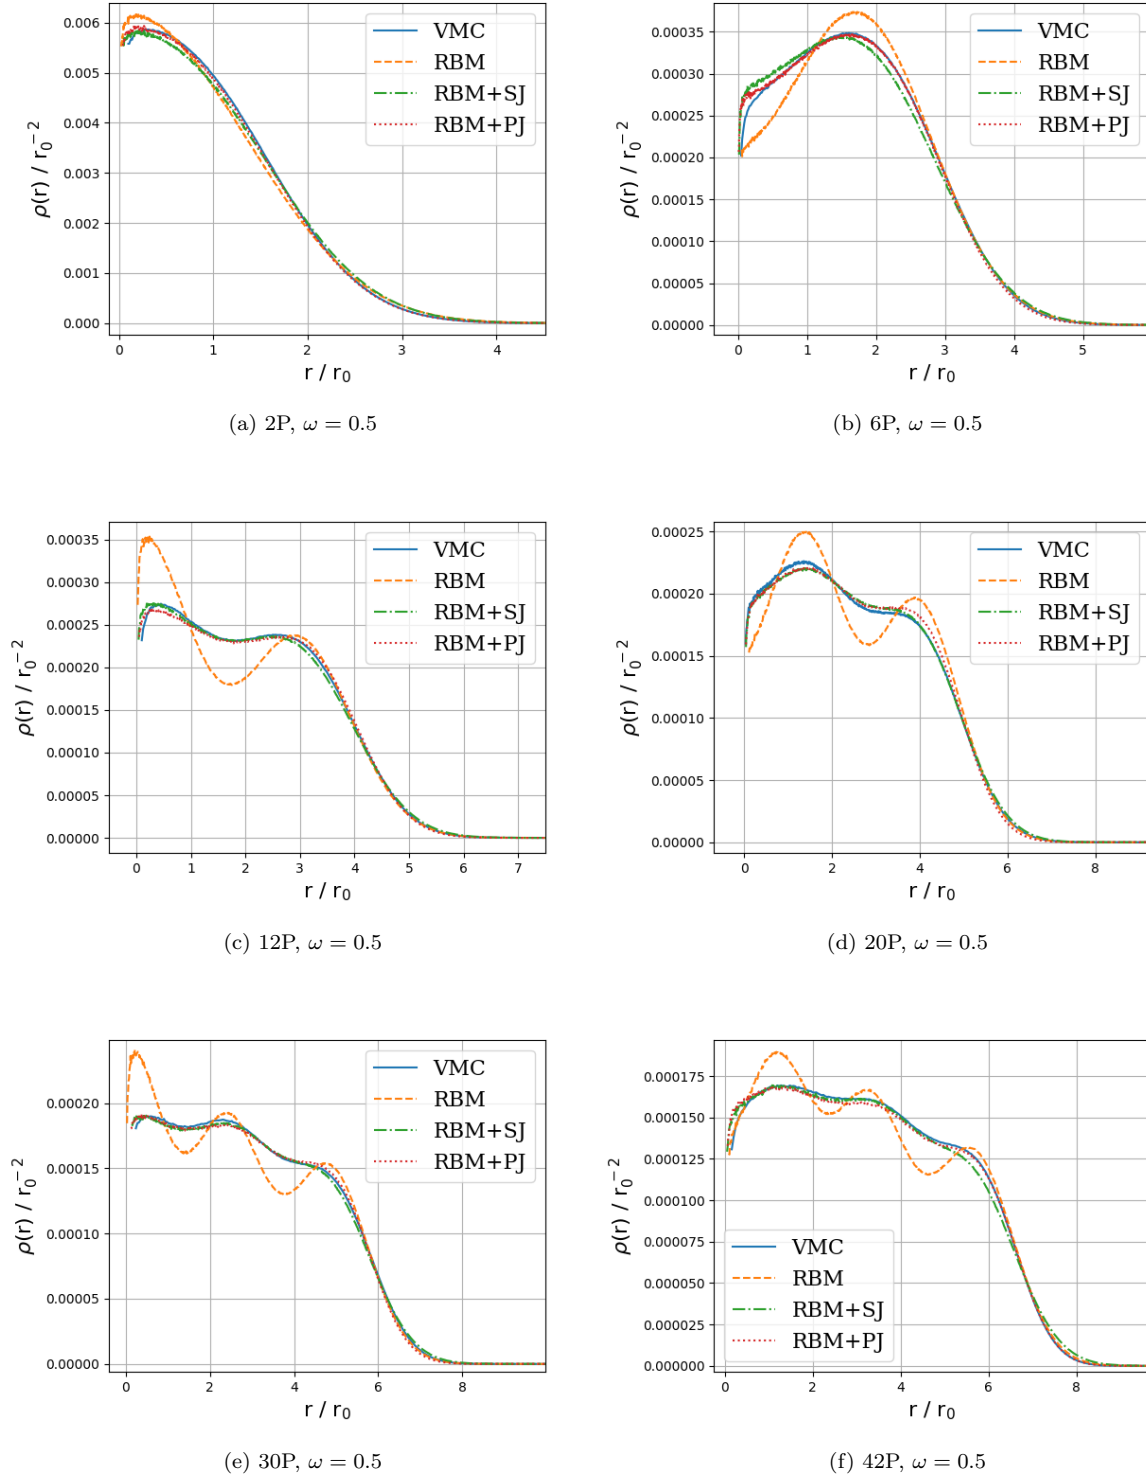 0.006
0.005
0.004
0.003
0.002
0.001
0.000
ρ(r) / r₀⁻²
0 1 2 3 4
r / r₀
VMC
RBM
RBM+SJ
RBM+PJ
(a) 2P, ω = 0.5
0.00035
0.00030
0.00025
0.00020
0.00015
0.00010
0.00005
0.00000
ρ(r) / r₀⁻²
0 1 2 3 4 5
r / r₀
VMC
RBM
RBM+SJ
RBM+PJ
(b) 6P, ω = 0.5
0.00035
0.00030
0.00025
0.00020
0.00015
0.00010
0.00005
0.00000
ρ(r) / r₀⁻²
0 1 2 3 4 5 6 7
r / r₀
VMC
RBM
RBM+SJ
RBM+PJ
(c) 12P, ω = 0.5
0.00025
0.00020
0.00015
0.00010
0.00005
0.00000
ρ(r) / r₀⁻²
0 2 4 6 8
r / r₀
VMC
RBM
RBM+SJ
RBM+PJ
(d) 20P, ω = 0.5
0.00020
0.00015
0.00010
0.00005
0.00000
ρ(r) / r₀⁻²
0 2 4 6 8
r / r₀
VMC
RBM
RBM+SJ
RBM+PJ
(e) 30P, ω = 0.5
0.000175
0.000150
0.000125
0.000100
0.000075
0.000050
0.000025
0.000000
ρ(r) / r₀⁻²
0 2 4 6 8
r / r₀
VMC
RBM
RBM+SJ
RBM+PJ
(f) 42P, ω = 0.5